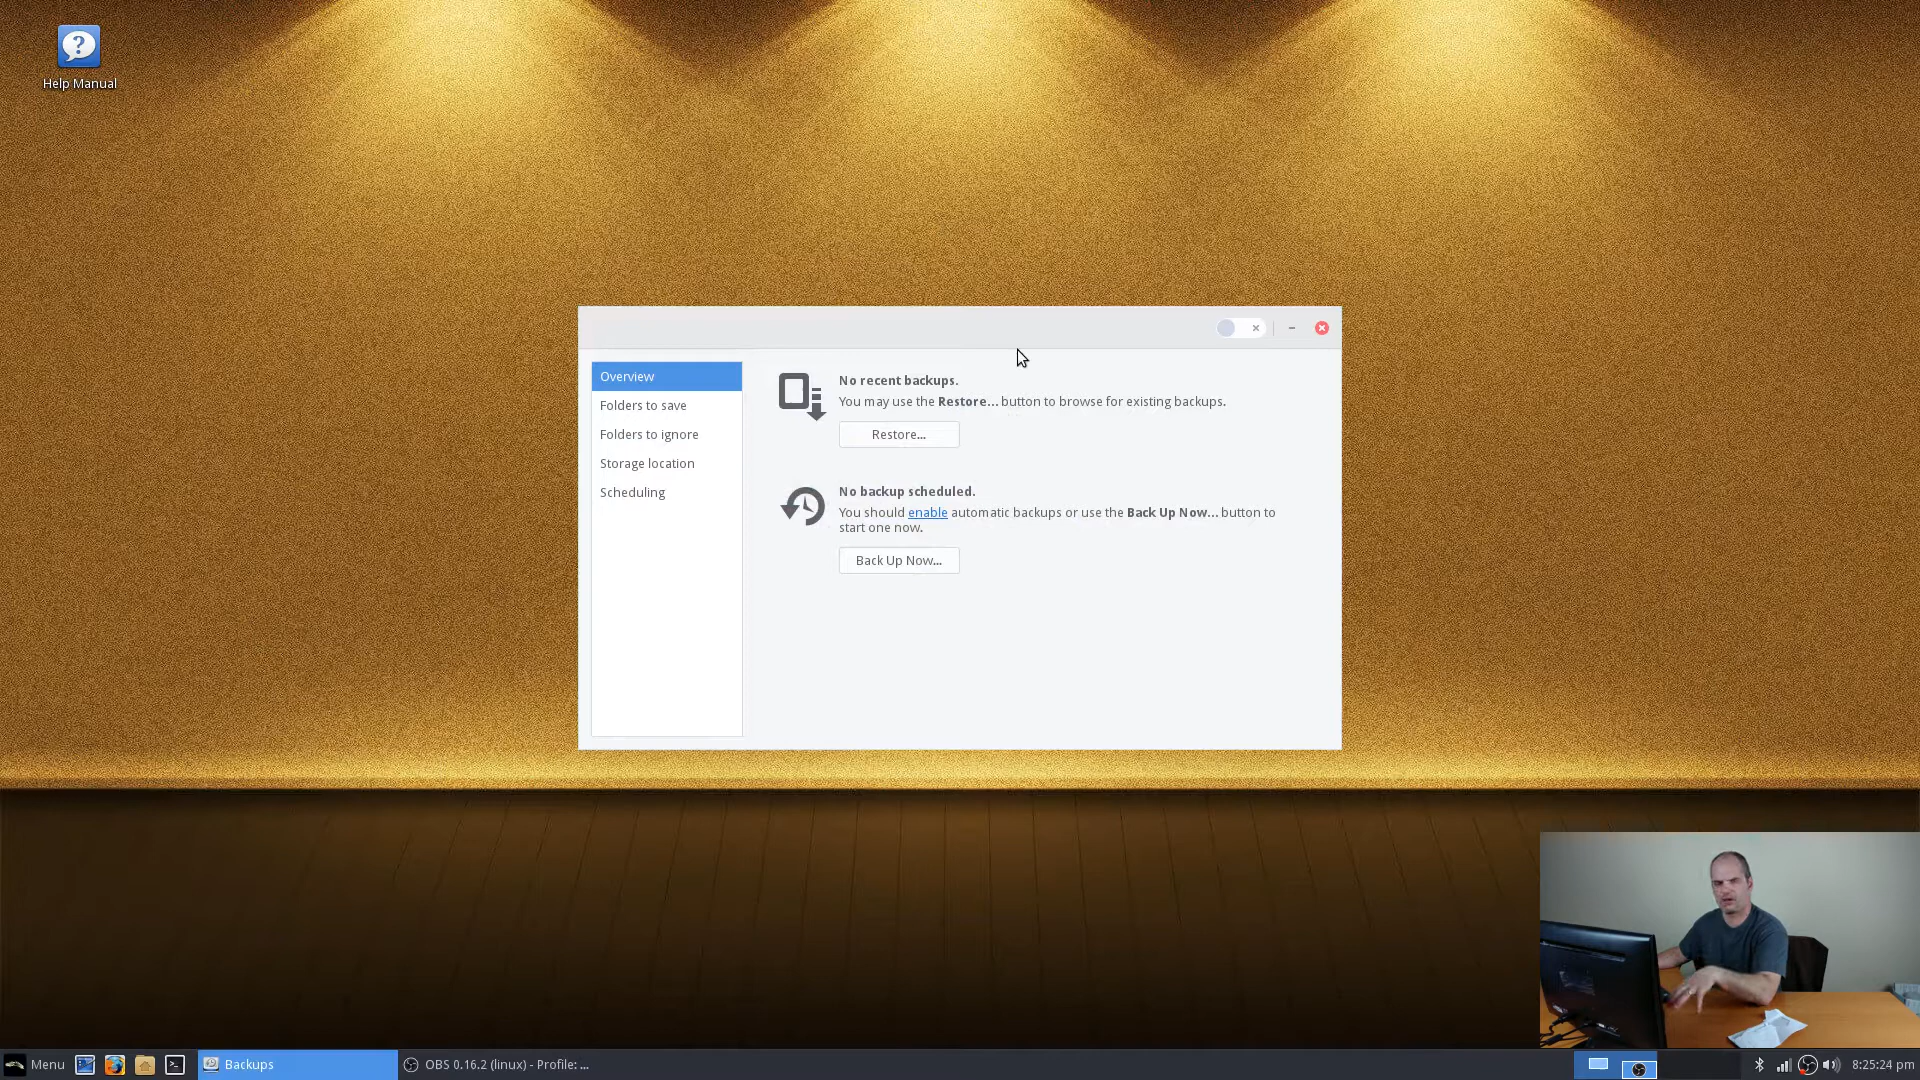 Help Manual
Overview
Folders to save
Folders to ignore
Storage location
Scheduling
No recent backups.
You may use the Restore... button to browse for existing backups.
Restore...
No backup scheduled.
You should enable automatic backups or use the Back Up Now... button to
start one now.
Back Up Now...
Menu
Backups
OBS 0.16.2 (linux) - Profile: ...
8:25:24 pm